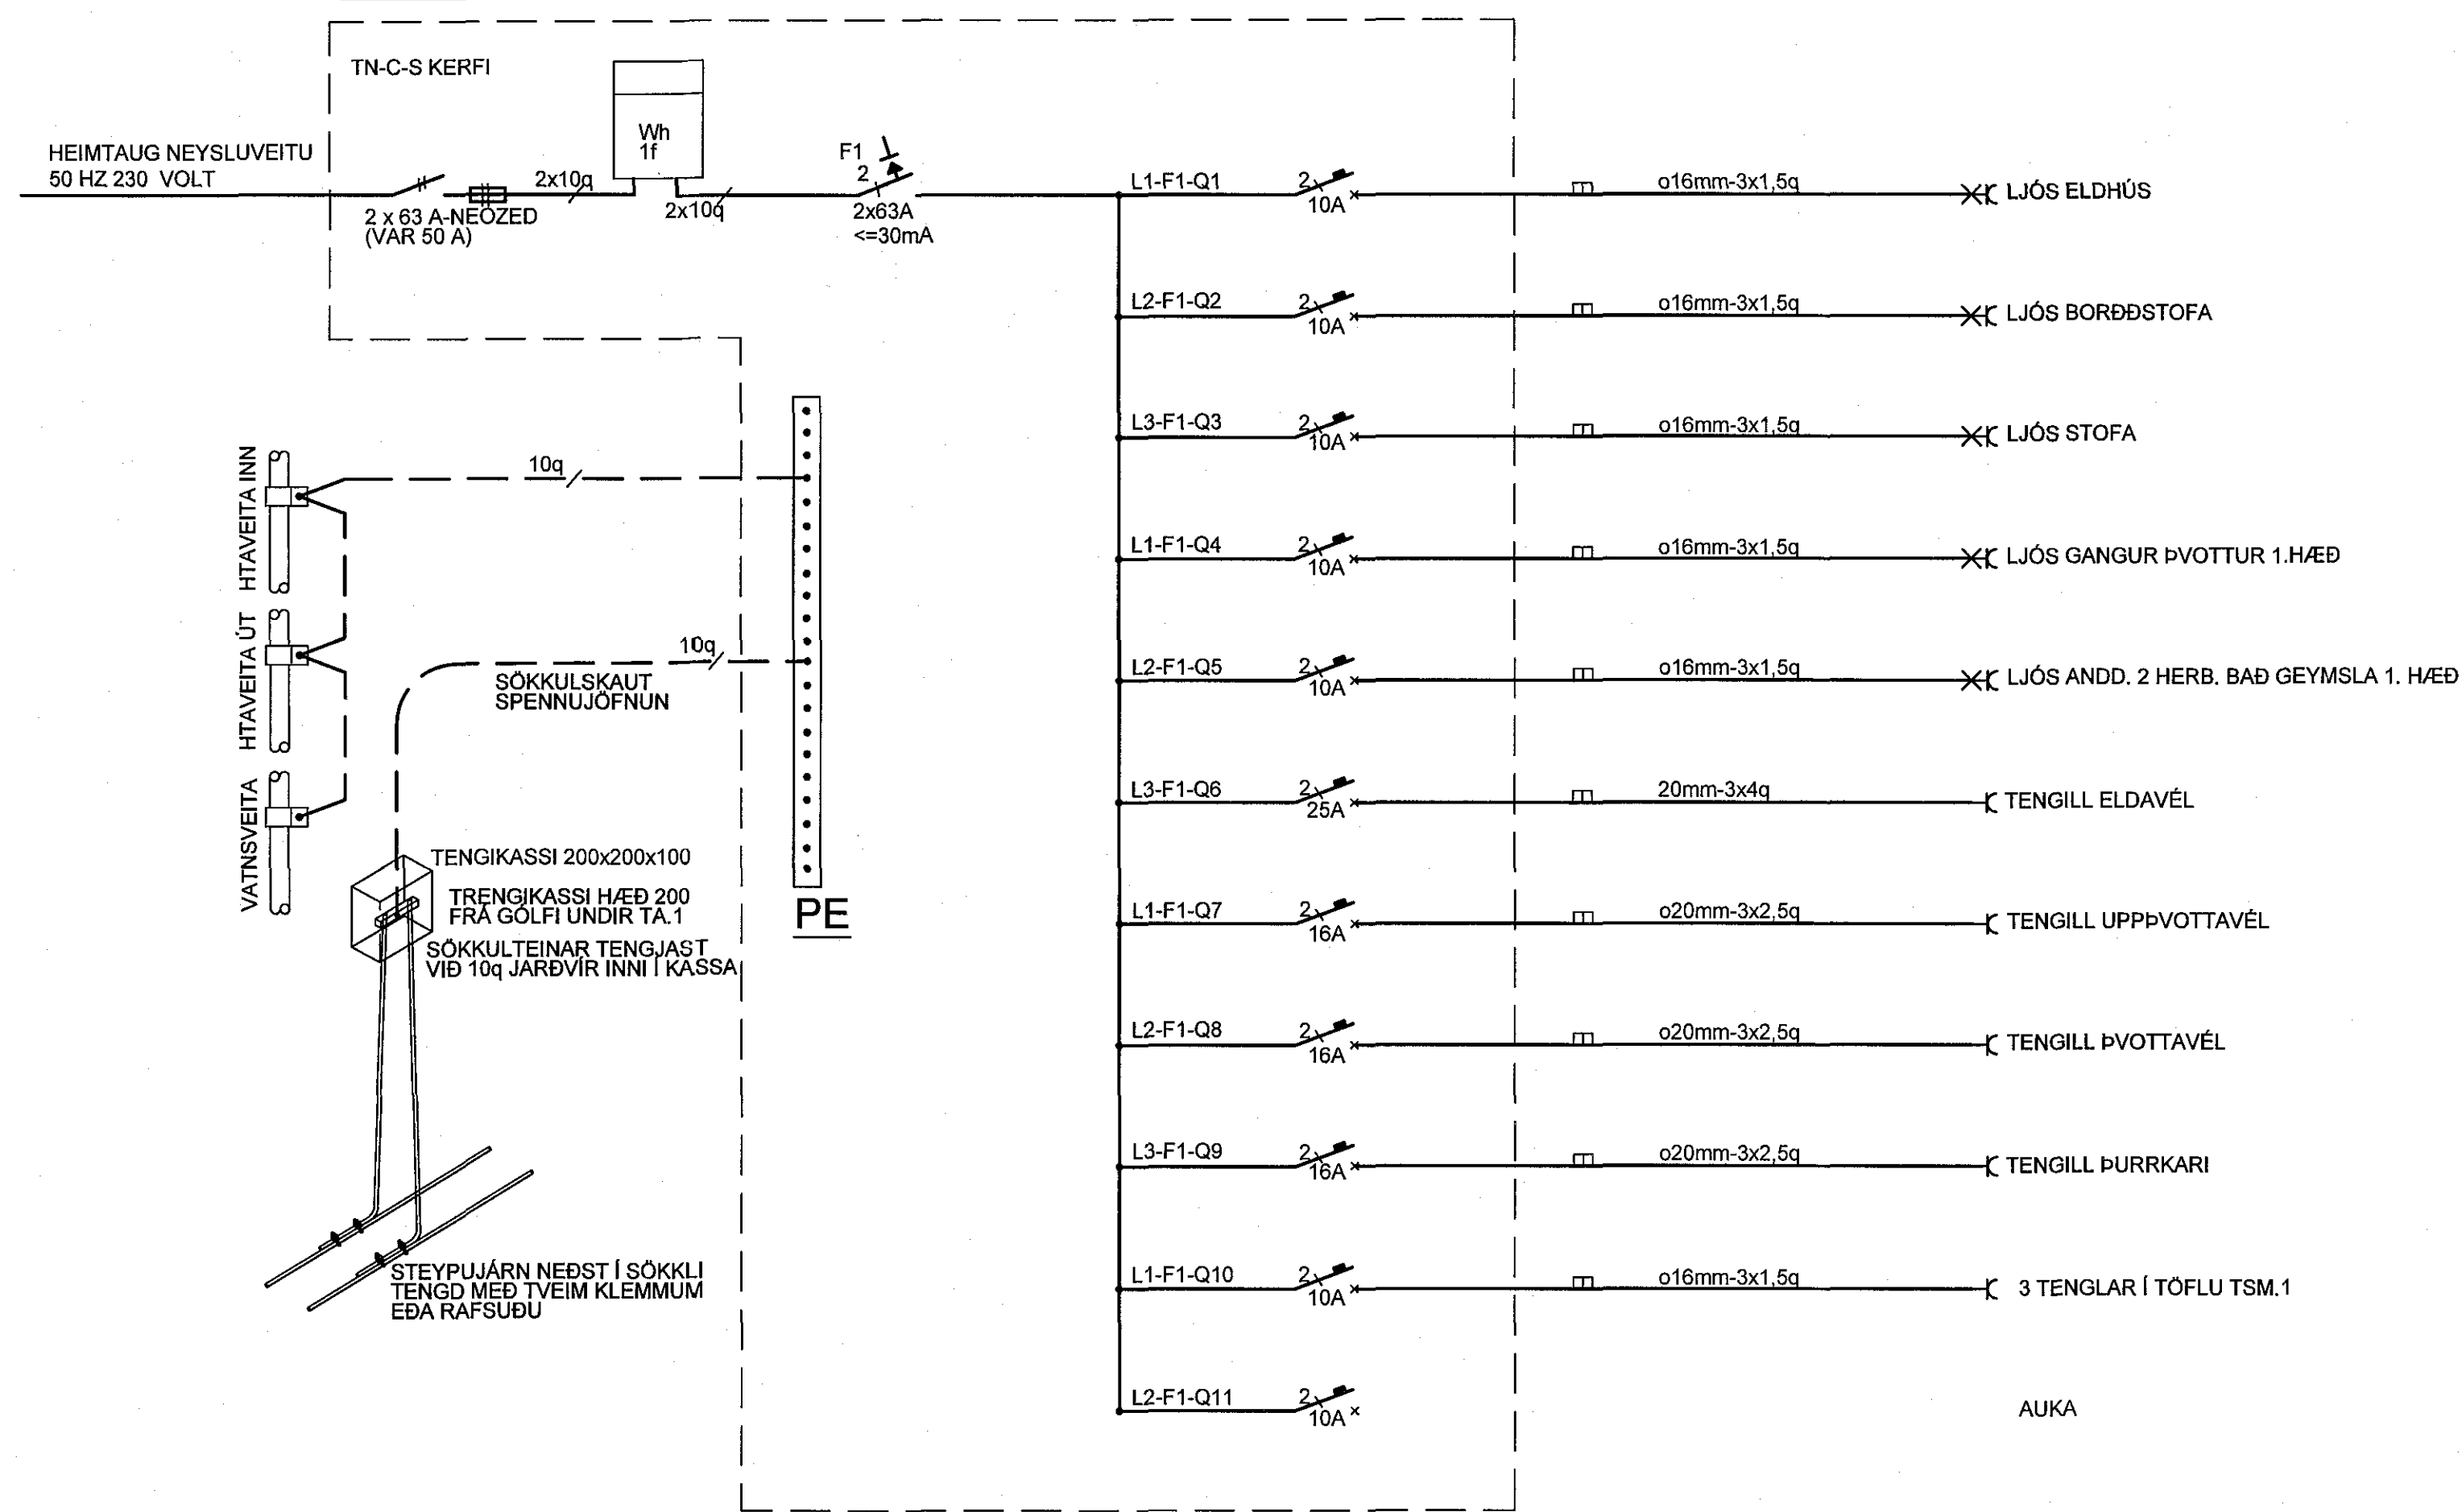 TN-C-S KERFI
HEIMTAUG NEYSLUVEITU
50 HZ 230 VOLT
2 x 63 A-NEÓZED
(VAR 50 A)
2x10q
Wh
1f
2x10q
F1
2
2x63A
<=30mA
L1-F1-Q1
2
10A
o16mm-3x1,5q
LJÓS ELDHÚS
L2-F1-Q2
2
10A
o16mm-3x1,5q
LJÓS BORÐÐSTOFA
L3-F1-Q3
2
10A
o16mm-3x1,5q
LJÓS STOFA
L1-F1-Q4
2
10A
o16mm-3x1,5q
LJÓS GANGUR ÞVOTTUR 1.HÆÐ
L2-F1-Q5
2
10A
o16mm-3x1,5q
LJÓS ANDD. 2 HERB. BAÐ GEYMSLA 1. HÆÐ
L3-F1-Q6
2
25A
20mm-3x4q
TENGILL ELDAVÉL
L1-F1-Q7
2
16A
o20mm-3x2,5q
TENGILL UPPÞVOTTAVÉL
L2-F1-Q8
2
16A
o20mm-3x2,5q
TENGILL ÞVOTTAVÉL
L3-F1-Q9
2
16A
o20mm-3x2,5q
TENGILL ÞURRKARI
L1-F1-Q10
2
10A
o16mm-3x1,5q
3 TENGLAR Í TÖFLU TSM.1
L2-F1-Q11
2
10A
AUKA
HTAVEITA INN
HTAVEITA ÚT
VATNSVEITA
10q
10q
SÖKKULSKAUT
SPENNUJÖFNUN
TENGIKASSI 200x200x100
TRENGIKASSI HÆÐ 200
FRÁ GÓLFI UNDIR TA.1
SÖKKULTEINAR TENGJAST
VIÐ 10q JARÐVÍR INNI Í KASSA
PE
STEYPUJÁRN NEÐST Í SÖKKLI
TENGD MEÐ TVEIM KLEMMUM
EÐA RAFSUÐU